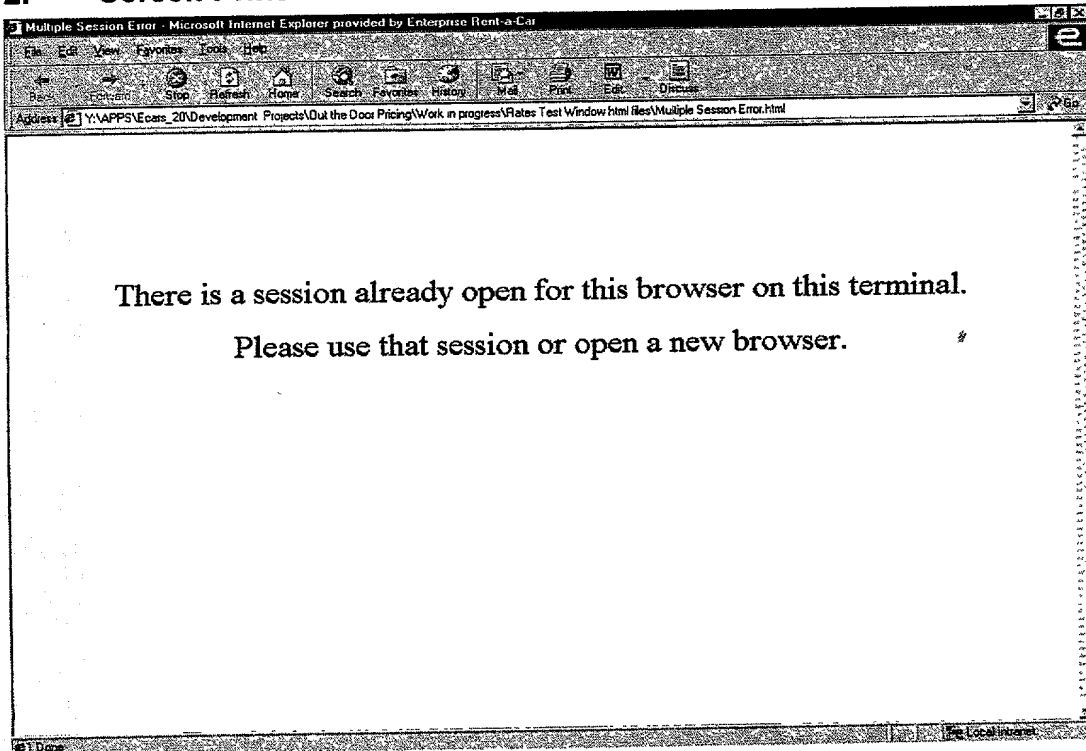 Multiple Session Error - Microsoft Internet Explorer provided by Enterprise Rent-a-Car
File Edit View Favorites Tools Help
Back Forward Stop Refresh Home Search Favorites History Mail Print Edit Discuss
Address Y:\APPS\Ecars_20\Development Projects\Out the Door Pricing\Work in progress\Rates Test Window html files\Multiple Session Error.html Go
There is a session already open for this browser on this terminal.
Please use that session or open a new browser.
Done Local intranet